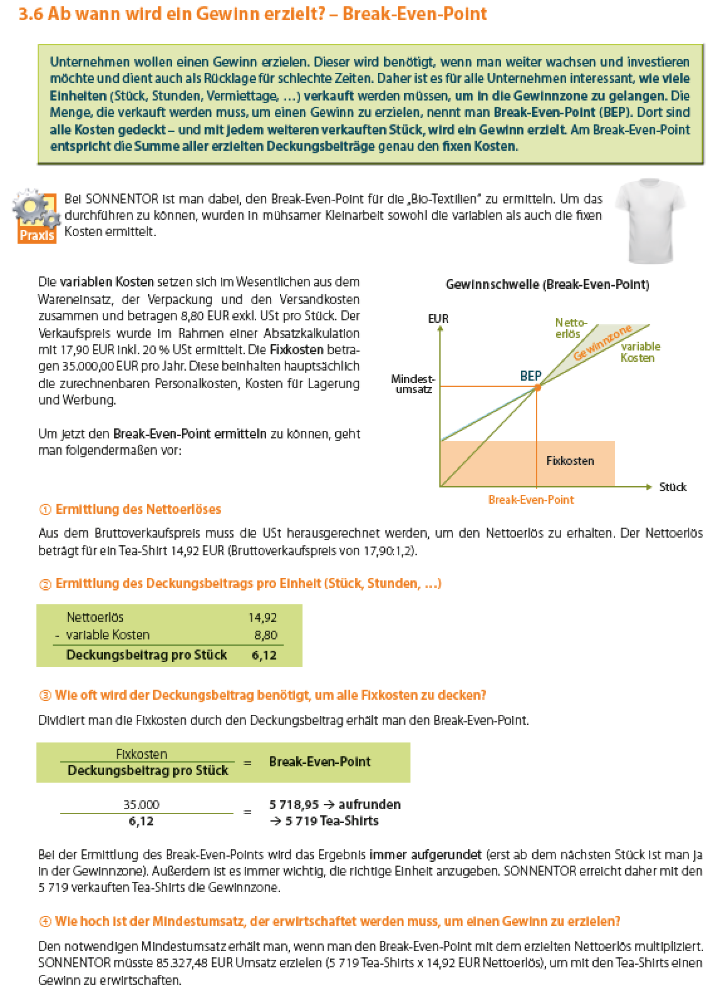 3.6 Ab wann wird ein Gewinn erzielt? – Break-Even-Point
Unternehmen wollen einen Gewinn erzielen. Dieser wird benötigt, wenn man weiter wachsen und investieren
möchte und dient auch als Rücklage für schlechte Zeiten. Daher ist es für alle Unternehmen interessant, wie viele
Einheiten (Stück, Stunden, Vermiettage, …) verkauft werden müssen, um in die Gewinnzone zu gelangen. Die
Menge, die verkauft werden muss, um einen Gewinn zu erzielen, nennt man Break-Even-Point (BEP). Dort sind
alle Kosten gedeckt – und mit jedem weiteren verkauften Stück, wird ein Gewinn erzielt. Am Break-Even-Point
entspricht die Summe aller erzielten Deckungsbeiträge genau den fixen Kosten.
Praxis
Bei SONNENTOR ist man dabei, den Break-Even-Point für die „Bio-Textilien" zu ermitteln. Um das
durchführen zu können, wurden in mühsamer Kleinarbeit sowohl die variablen als auch die fixen
Kosten ermittelt.
Die variablen Kosten setzen sich im Wesentlichen aus dem
Wareneinsatz, der Verpackung und den Versandkosten
zusammen und betragen 8,80 EUR exkl. USt pro Stück. Der
Verkaufspreis wurde im Rahmen einer Absatzkalkulation
mit 17,90 EUR inkl. 20 % USt ermittelt. Die Fixkosten betra-
gen 35.000,00 EUR pro Jahr. Diese beinhalten hauptsächlich
die zurechnenbaren Personalkosten, Kosten für Lagerung
und Werbung.
Um jetzt den Break-Even-Point ermitteln zu können, geht
man folgendermaßen vor:
Gewinnschwelle (Break-Even-Point)
EUR
Netto-
erlös
Gewinnzone
variable
Kosten
BEP
Mindest-
umsatz
Fixkosten
Stück
Break-Even-Point
① Ermittlung des Nettoerlöses
Aus dem Bruttoverkaufspreis muss die USt herausgerechnet werden, um den Nettoerlös zu erhalten. Der Nettoerlös
beträgt für ein Tea-Shirt 14,92 EUR (Bruttoverkaufspreis von 17,90:1,2).
② Ermittlung des Deckungsbeitrags pro Einheit (Stück, Stunden, …)
Nettoerlös 14,92
- variable Kosten 8,80
Deckungsbeitrag pro Stück 6,12
③ Wie oft wird der Deckungsbeitrag benötigt, um alle Fixkosten zu decken?
Dividiert man die Fixkosten durch den Deckungsbeitrag erhält man den Break-Even-Point.
Fixkosten
Deckungsbeitrag pro Stück = Break-Even-Point
35.000
6,12
=
5 718,95 → aufrunden
→ 5 719 Tea-Shirts
Bei der Ermittlung des Break-Even-Points wird das Ergebnis immer aufgerundet (erst ab dem nächsten Stück ist man ja
in der Gewinnzone). Außerdem ist es immer wichtig, die richtige Einheit anzugeben. SONNENTOR erreicht daher mit den
5 719 verkauften Tea-Shirts die Gewinnzone.
④ Wie hoch ist der Mindestumsatz, der erwirtschaftet werden muss, um einen Gewinn zu erzielen?
Den notwendigen Mindestumsatz erhält man, wenn man den Break-Even-Point mit dem erzielten Nettoerlös multipliziert.
SONNENTOR müsste 85.327,48 EUR Umsatz erzielen (5 719 Tea-Shirts x 14,92 EUR Nettoerlös), um mit den Tea-Shirts einen
Gewinn zu erwirtschaften.